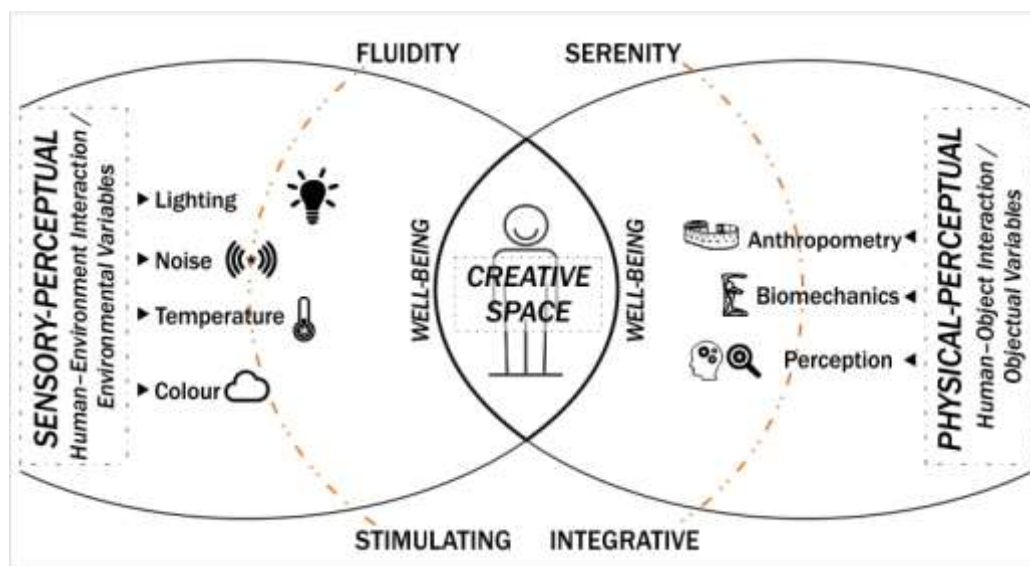 FLUIDITY
SERENITY
SENSORY-PERCEPTUAL
Human–Environment Interaction /
Environmental Variables
Lighting
Noise
Temperature
Colour
WELL-BEING
CREATIVE
SPACE
WELL-BEING
Anthropometry
Biomechanics
Perception
PHYSICAL-PERCEPTUAL
Human–Object Interaction /
Objectual Variables
STIMULATING
INTEGRATIVE